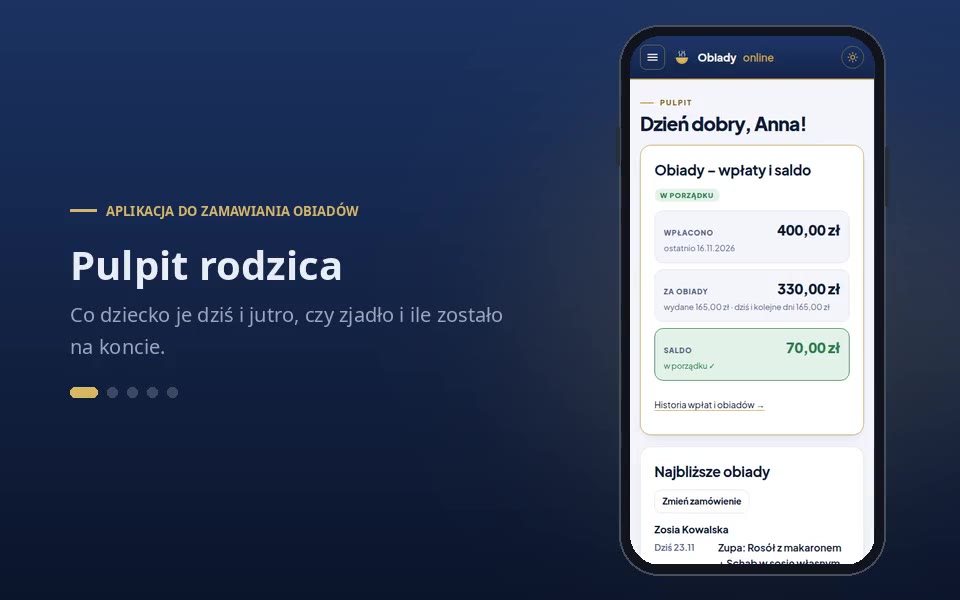 APLIKACJA DO ZAMAWIANIA OBIADÓW
Pulpit rodzica
Co dziecko je dziś i jutro, czy zjadło i ile zostało
na koncie.
Obiady online
PULPIT
Dzień dobry, Anna!
Obiady – wpłaty i saldo
W PORZĄDKU
WPŁACONO 400,00 zł
ostatnio 16.11.2026
ZA OBIADY 330,00 zł
wydane 165,00 zł · dziś i kolejne dni 165,00 zł
SALDO 70,00 zł
w porządku ✓
Historia wpłat i obiadów →
Najbliższe obiady
Zmień zamówienie
Zosia Kowalska
Dziś 23.11 Zupa: Rosół z makaronem
+ Schab w sosie własnym